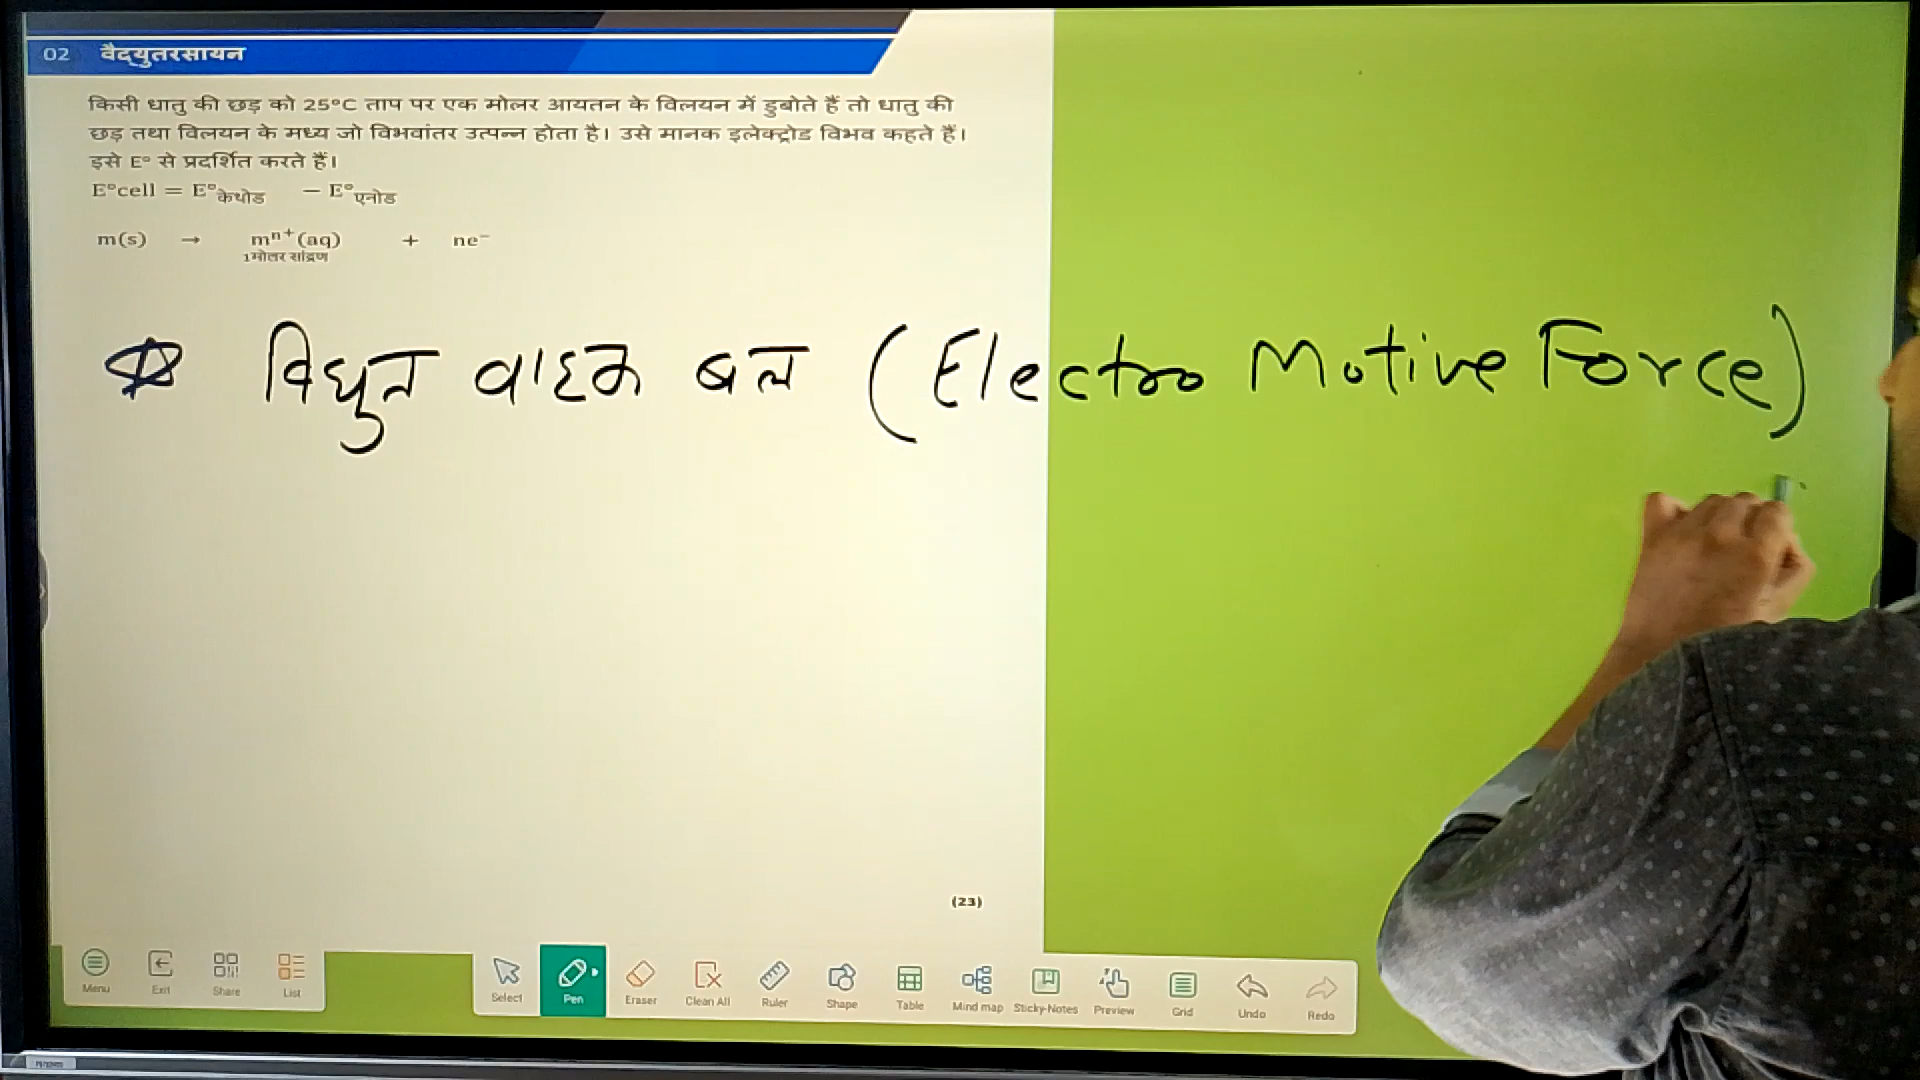 02 वैद्युतरसायन
किसी धातु की छड़ को 25°C ताप पर एक मोलर आयतन के विलयन में डुबोते हैं तो धातु की
छड़ तथा विलयन के मध्य जो विभवांतर उत्पन्न होता है। उसे मानक इलेक्ट्रोड विभव कहते हैं।
इसे E° से प्रदर्शित करते हैं।
E°cell = E°केथोड − E°एनोड
m(s) → mⁿ⁺(aq) + ne⁻
1मोलर सांद्रण
विधुत वाहक बल (Electro Motive Force)
(23)
Menu Exit Share List Select Pen Eraser Clean All Ruler Shape Table Mind map Sticky-Notes Preview Grid Undo Redo